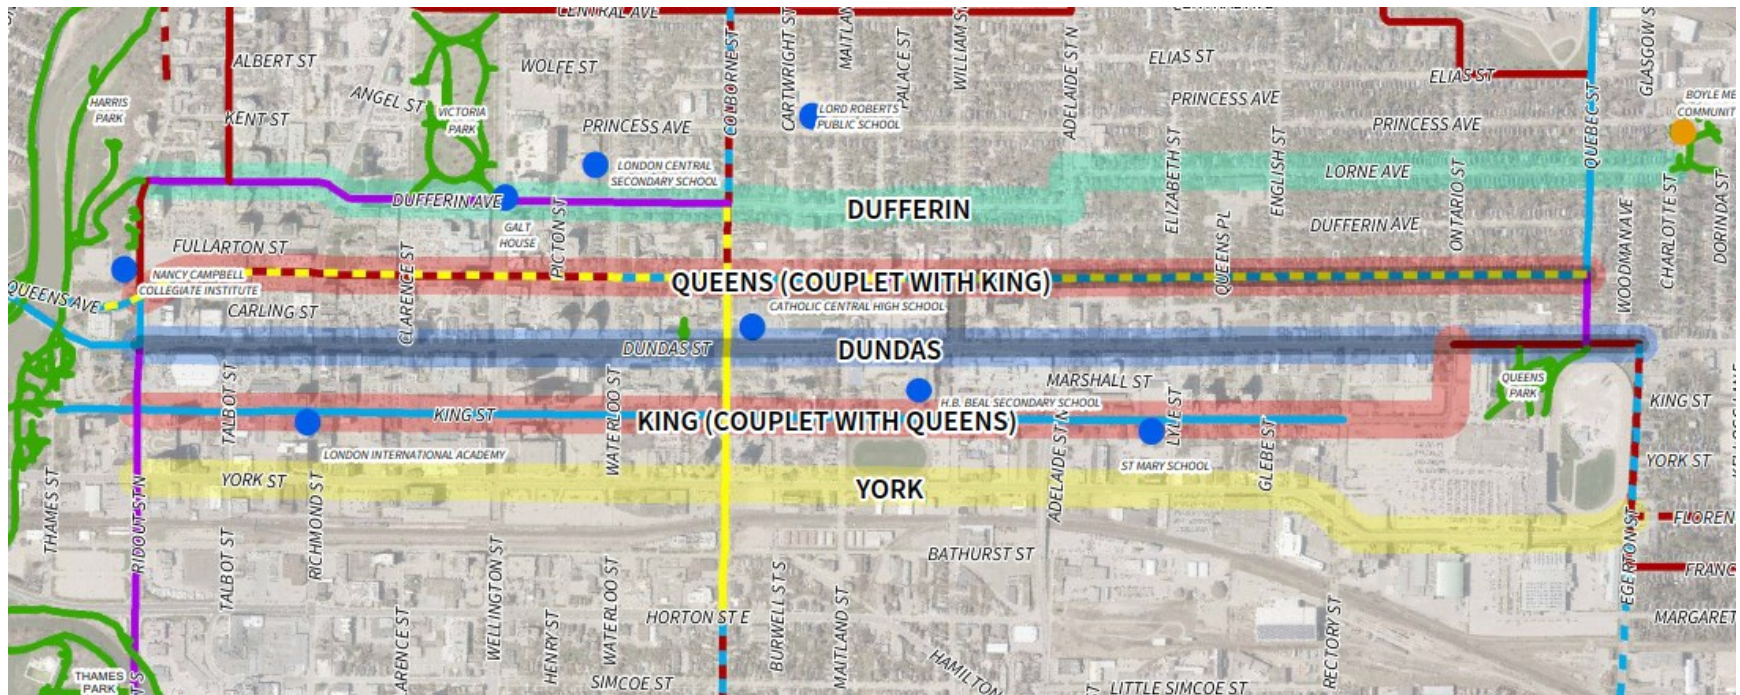 CENTRAL AVE
COLBORNE ST
CARTWRIGHT ST
PALACE ST
WILLIAM S
ADELAIDE ST N
ELIAS ST
GLASGOW S
ALBERT ST
WOLFE ST
ELIAS ST
ANGEL ST
HARRIS
PARK
VICTORIA
PARK
LORD ROBERTS
PUBLIC SCHOOL
PRINCESS AVE
QUEBEC ST
BOYLE ME
COMMUNIT
KENT ST
PRINCESS AVE
PRINCESS AVE
LONDON CENTRAL
SECONDARY SCHOOL
ELIZABETH ST
ENGLISH ST
LORNE AVE
ONTARIO ST
CHARLOTTE ST
DORINDA ST
DUFFERIN AVE
DUFFERIN
DUFFERIN AVE
GALT
HOUSE
PICTON ST
WOODMAN AVE
FULLARTON ST
CLARENCE ST
QUEENS PL
NANCY CAMPBELL
COLLEGIATE INSTITUTE
QUEENS (COUPLET WITH KING)
QUEENS AVE
CARLING ST
CATHOLIC CENTRAL HIGH SCHOOL
DUNDAS ST
DUNDAS
MARSHALL ST
QUEENS
PARK
TALBOT ST
WATERLOO ST
H.B. BEAL SECONDARY SCHOOL
LYLE ST
KING ST
KING ST
KING (COUPLET WITH QUEENS)
ADELAIDE ST N
GLEBE ST
LONDON INTERNATIONAL ACADEMY
ST MARY SCHOOL
YORK ST
YORK ST
YORK
THAMES ST
RIDOUT ST N
RICHMOND ST
FLOREN
EGERTON ST
BATHURST ST
FRANC
TALBOT ST
WELLINGTON ST
WATERLOO ST
BURWELL ST S
MAITLAND ST
HENRY ST
HORTON ST E
RECTORY ST
MARGARET
ARENCE ST
HAMILTON
THAMES
PARK
SIMCOE ST
LITTLE SIMCOE ST